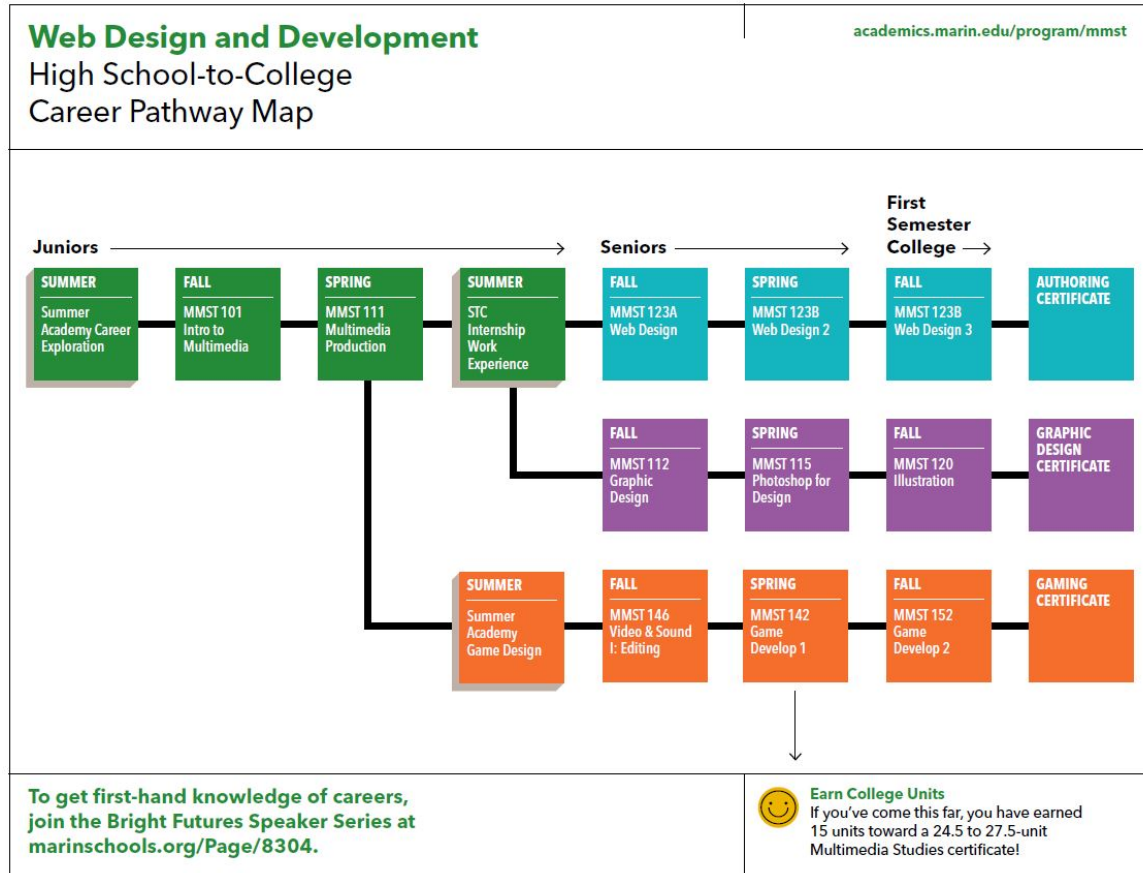 Web Design and Development
High School-to-College
Career Pathway Map
academics.marin.edu/program/mmst
Juniors
Seniors
First
Semester
College
SUMMER
Summer
Academy Career
Exploration
FALL
MMST 101
Intro to
Multimedia
SPRING
MMST 111
Multimedia
Production
SUMMER
STC
Internship
Work
Experience
FALL
MMST 123A
Web Design
SPRING
MMST 123B
Web Design 2
FALL
MMST 123B
Web Design 3
AUTHORING
CERTIFICATE
FALL
MMST 112
Graphic
Design
SPRING
MMST 115
Photoshop for
Design
FALL
MMST 120
Illustration
GRAPHIC
DESIGN
CERTIFICATE
SUMMER
Summer
Academy
Game Design
FALL
MMST 146
Video & Sound
I: Editing
SPRING
MMST 142
Game
Develop 1
FALL
MMST 152
Game
Develop 2
GAMING
CERTIFICATE
To get first-hand knowledge of careers,
join the Bright Futures Speaker Series at
marinschools.org/Page/8304.
Earn College Units
If you've come this far, you have earned
15 units toward a 24.5 to 27.5-unit
Multimedia Studies certificate!